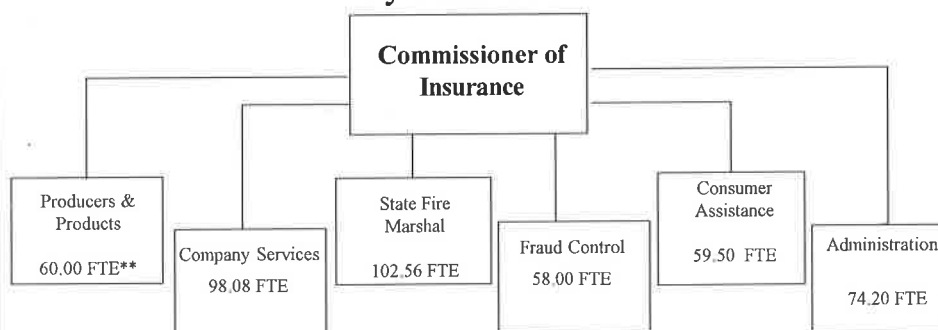 Commissioner of
Insurance
Producers &
Products
60.00 FTE**
Company Services
98.08 FTE
State Fire
Marshal
102.56 FTE
Fraud Control
58.00 FTE
Consumer
Assistance
59.50 FTE
Administration
74.20 FTE